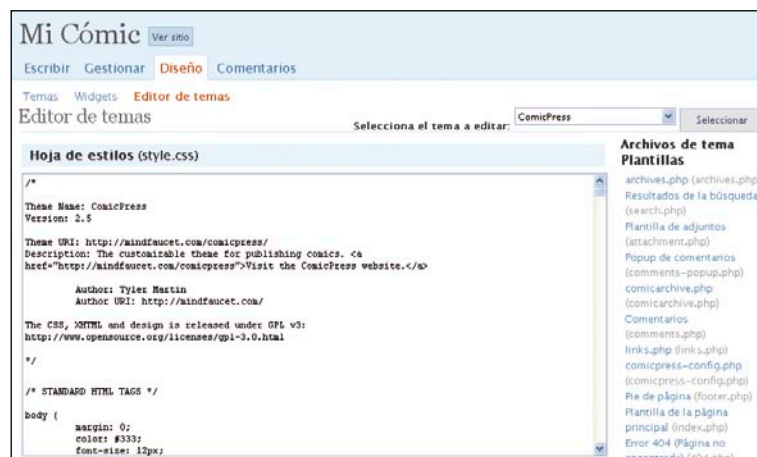 Mi Cómic Ver sitio
Escribir Gestionar Diseño Comentarios
Temas Widgets Editor de temas
Editor de temas
Selecciona el tema a editar: ComicPress Seleccionar
Hoja de estilos (style.css)
/*
Theme Name: ComicPress
Version: 2.5
Theme URI: http://mindfaucet.com/comicpress/
Description: The customizable theme for publishing comics. <a
href="http://mindfaucet.com/comicpress">Visit the ComicPress website.</a>
Author: Tyler Martin
Author URI: http://mindfaucet.com/
The CSS, XHTML and design is released under GPL v3:
http://www.opensource.org/licenses/gpl-3.0.html
*/
/* STANDARD HTML TAGS */
body {
margin: 0;
color: #333;
font-size: 12px;
Archivos de tema
Plantillas
archives.php (archives.php
Resultados de la búsqueda
(search.php)
Plantilla de adjuntos
(attachment.php)
Popup de comentarios
(comments-popup.php)
comicarchive.php
(comicarchive.php)
Comentarios
(comments.php)
links.php (links.php)
comicpress-config.php
(comicpress-config.php)
Pie de página (footer.php)
Plantilla de la página
principal (index.php)
Error 404 (Página no